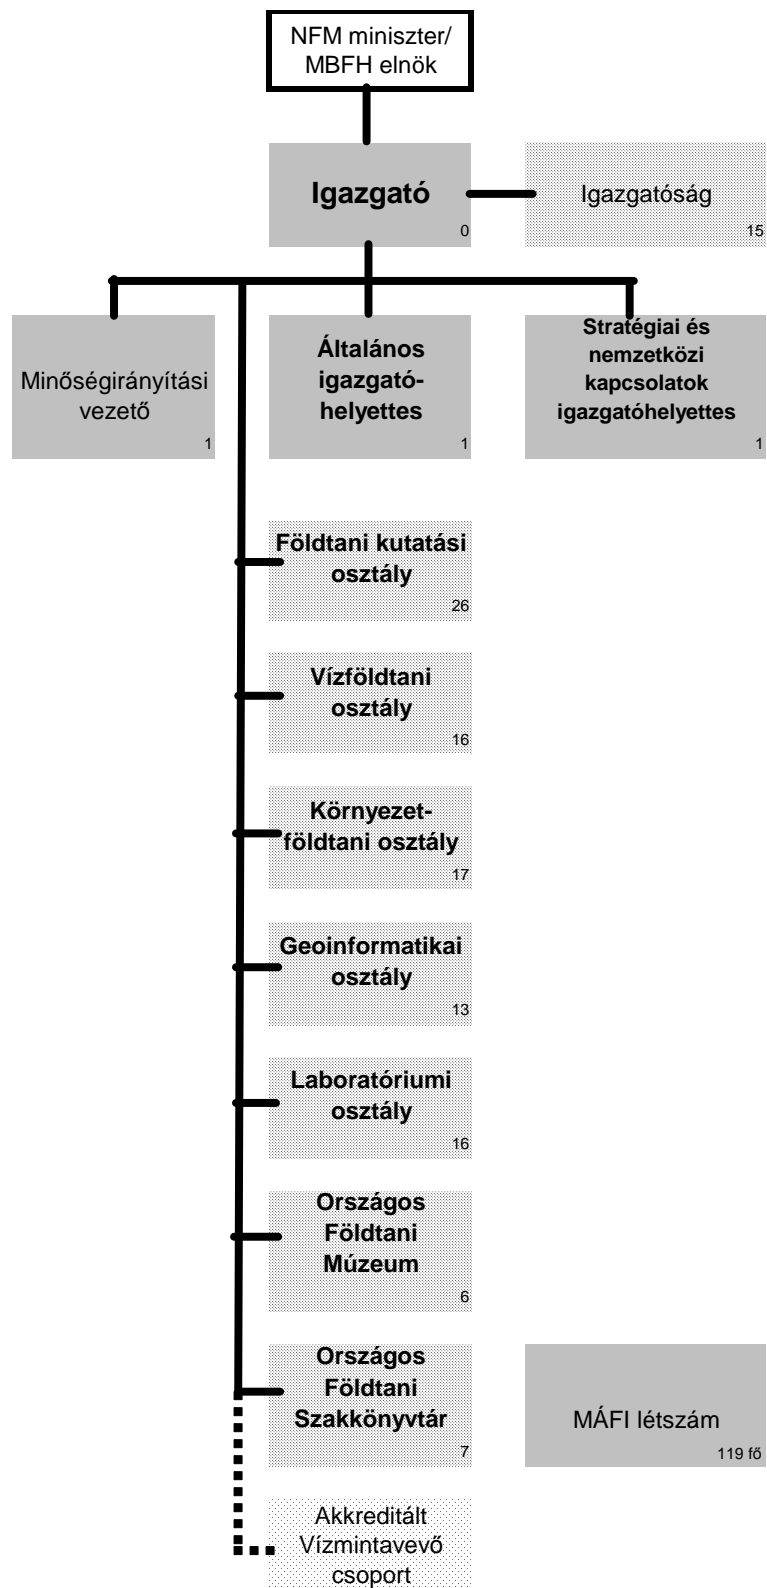 NFM miniszter/
MBFH elnök
Igazgató
0
Igazgatóság
15
Minőségirányítási
vezető
1
Általános
igazgató-
helyettes
1
Stratégiai és
nemzetközi
kapcsolatok
igazgatóhelyettes
1
Földtani kutatási
osztály
26
Vízföldtani
osztály
16
Környezet-
földtani osztály
17
Geoinformatikai
osztály
13
Laboratóriumi
osztály
16
Országos
Földtani
Múzeum
6
Országos
Földtani
Szakkönyvtár
7
MÁFI létszám
119 fő
Akkreditált
Vízmintavevő
csoport